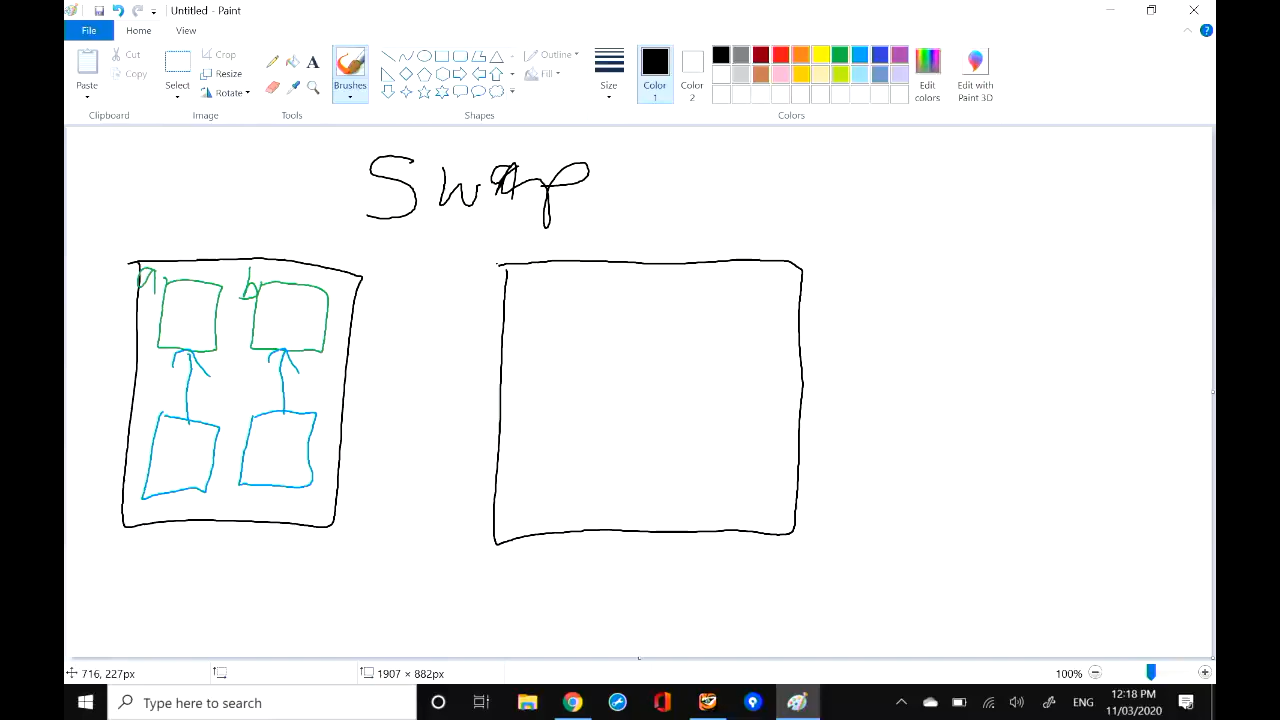 Untitled - Paint
File Home View
Paste
Cut
Copy
Clipboard
Select
Crop
Resize
Rotate
Image
Tools
Brushes
Shapes
Outline
Fill
Size
Color 1
Color 2
Edit colors
Edit with Paint 3D
Colors
Swap
a b
716, 227px 1907 × 882px 100%
Type here to search
ENG
12:18 PM
11/03/2020